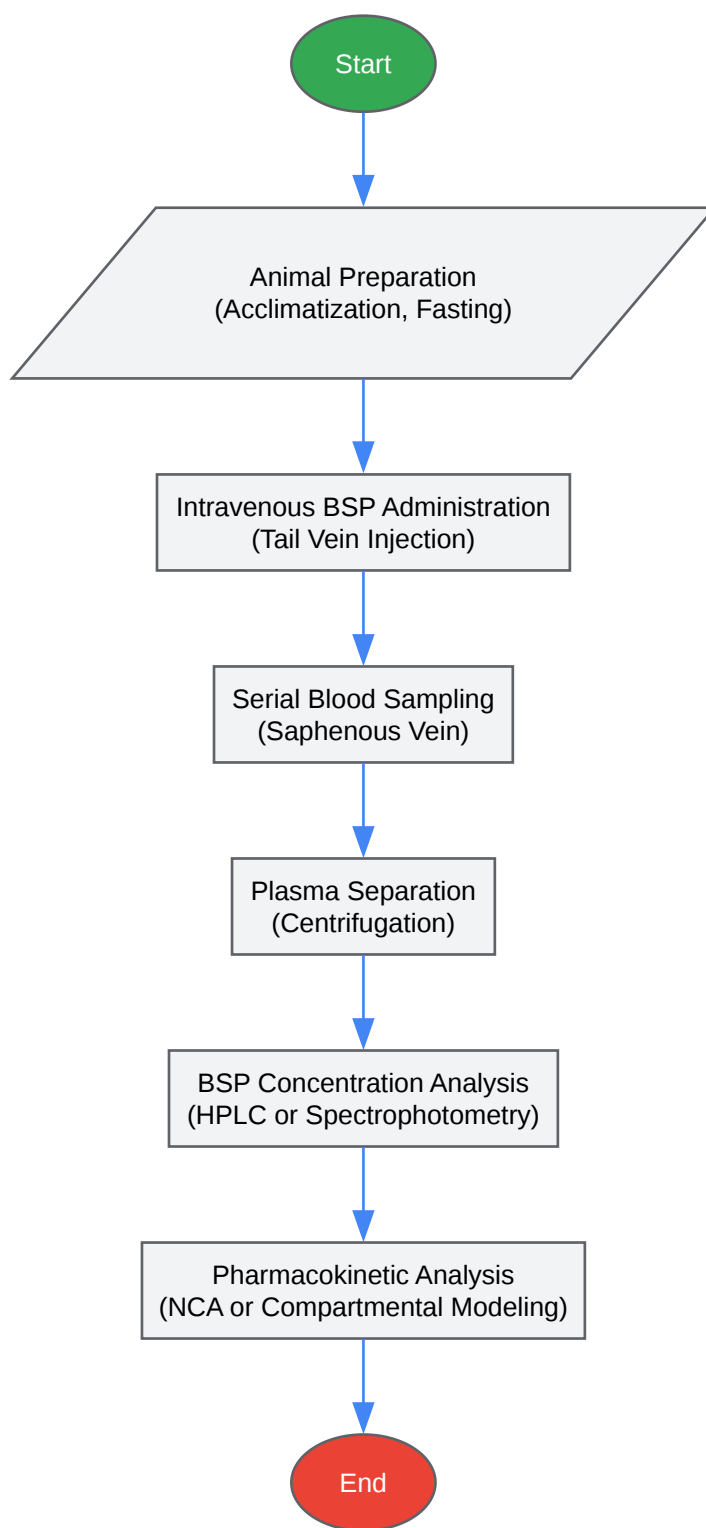 Start
Animal Preparation
(Acclimatization, Fasting)
Intravenous BSP Administration
(Tail Vein Injection)
Serial Blood Sampling
(Saphenous Vein)
Plasma Separation
(Centrifugation)
BSP Concentration Analysis
(HPLC or Spectrophotometry)
Pharmacokinetic Analysis
(NCA or Compartmental Modeling)
End